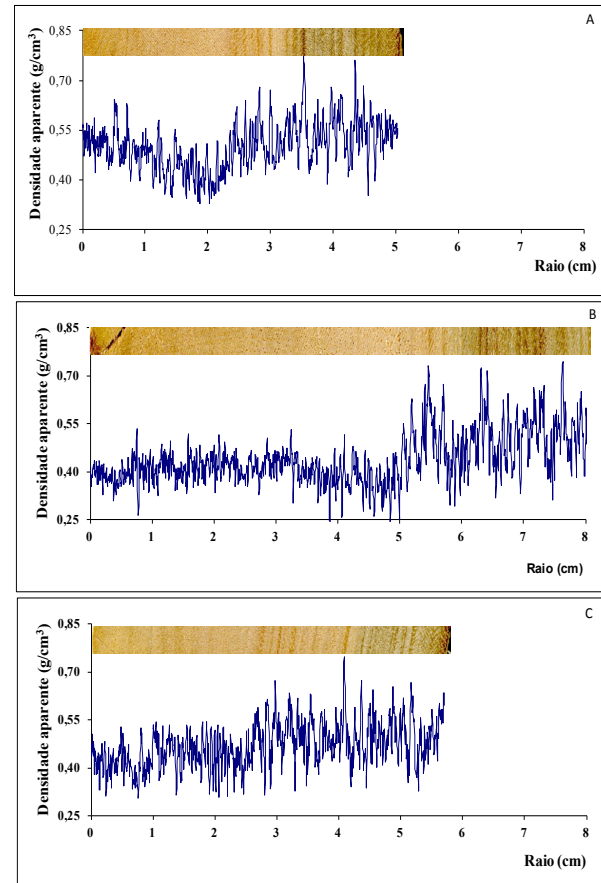 A
Densidade aparente (g/cm³)
0,85
0,70
0,55
0,40
0,25
0 1 2 3 4 5 6 7 8
Raio (cm)
B
Densidade aparente (g/cm³)
0,85
0,70
0,55
0,40
0,25
0 1 2 3 4 5 6 7 8
Raio (cm)
C
Densidade aparente (g/cm³)
0,85
0,70
0,55
0,40
0,25
0 1 2 3 4 5 6 7 8
Raio (cm)